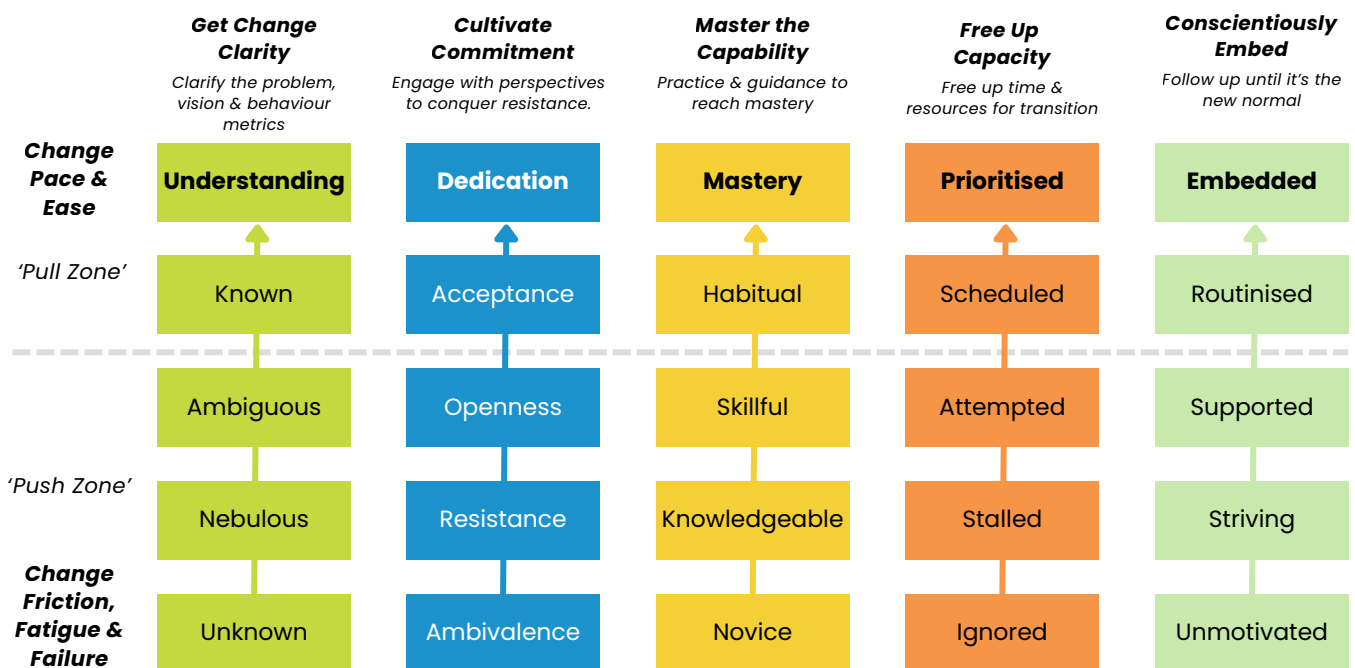 Get Change
Clarity
Clarify the problem,
vision & behaviour
metrics
Cultivate
Commitment
Engage with perspectives
to conquer resistance.
Master the
Capability
Practice & guidance to
reach mastery
Free Up
Capacity
Free up time &
resources for transition
Conscientiously
Embed
Follow up until it's the
new normal
Change
Pace &
Ease
Understanding
Dedication
Mastery
Prioritised
Embedded
‘Pull Zone’
Known
Acceptance
Habitual
Scheduled
Routinised
Ambiguous
Openness
Skillful
Attempted
Supported
‘Push Zone’
Nebulous
Resistance
Knowledgeable
Stalled
Striving
Change
Friction,
Fatigue &
Failure
Unknown
Ambivalence
Novice
Ignored
Unmotivated